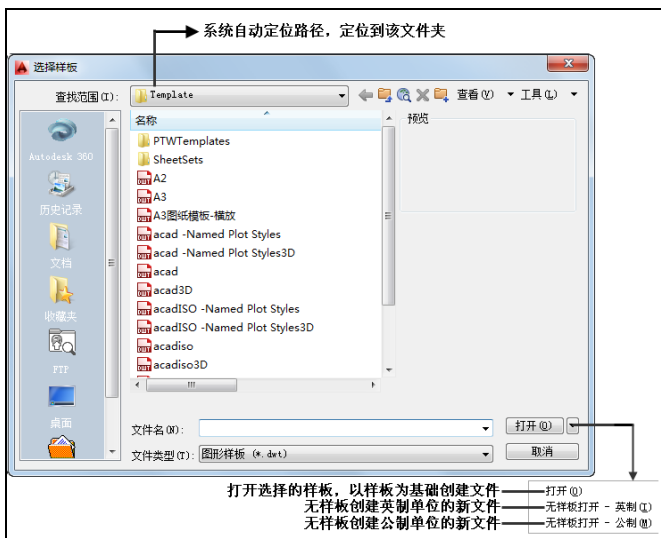 系统自动定位路径，定位到该文件夹
选择样板
查找范围(I):
Template
查看(V)
工具(L)
名称
预览
PTWTemplates
SheetSets
A2
A3
A3图纸模板-横放
acad -Named Plot Styles
acad -Named Plot Styles3D
acad
acad3D
acadISO -Named Plot Styles
acadISO -Named Plot Styles3D
acadiso
acadiso3D
Autodesk 360
历史记录
文档
收藏夹
FTP
桌面
文件名(N):
打开(O)
文件类型(T):
图形样板 (*.dwt)
取消
打开选择的样板，以样板为基础创建文件
打开(O)
无样板创建英制单位的新文件
无样板打开 - 英制(I)
无样板创建公制单位的新文件
无样板打开 - 公制(M)